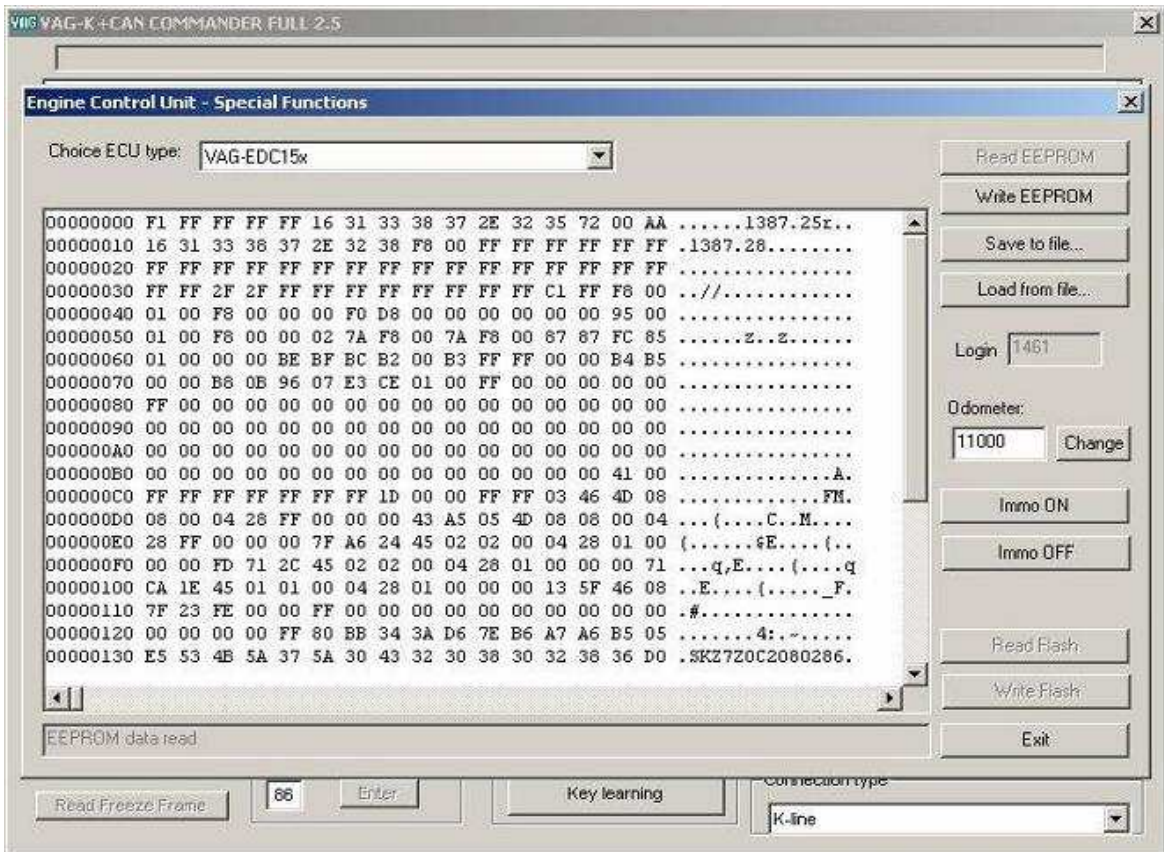 VAG-K+CAN COMMANDER FULL 2.5
Engine Control Unit - Special Functions
Choice ECU type: VAG-EDC15x
Read EEPROM
Write EEPROM
Save to file...
Load from file...
Login 1461
Odometer:
11000 Change
Immo ON
Immo OFF
Read Flash
Write Flash
Exit
00000000 F1 FF FF FF FF 16 31 33 38 37 2E 32 35 72 00 AA ......1387.25r..
00000010 16 31 33 38 37 2E 32 38 F8 00 FF FF FF FF FF FF .1387.28........
00000020 FF FF FF FF FF FF FF FF FF FF FF FF FF FF FF FF ................
00000030 FF FF 2F 2F FF FF FF FF FF FF FF FF C1 FF F8 00 ..//............
00000040 01 00 F8 00 00 00 F0 D8 00 00 00 00 00 00 95 00 ................
00000050 01 00 F8 00 00 02 7A F8 00 7A F8 00 87 87 FC 85 ......z..z......
00000060 01 00 00 00 BE BF BC B2 00 B3 FF FF 00 00 B4 B5 ................
00000070 00 00 B8 0B 96 07 E3 CE 01 00 FF 00 00 00 00 00 ................
00000080 FF 00 00 00 00 00 00 00 00 00 00 00 00 00 00 00 ................
00000090 00 00 00 00 00 00 00 00 00 00 00 00 00 00 00 00 ................
000000A0 00 00 00 00 00 00 00 00 00 00 00 00 00 00 00 00 ................
000000B0 00 00 00 00 00 00 00 00 00 00 00 00 00 00 41 00 ..............A.
000000C0 FF FF FF FF FF FF FF 1D 00 00 FF FF 03 46 4D 08 .............FM.
000000D0 08 00 04 28 FF 00 00 00 43 A5 05 4D 08 08 00 04 ...(....C..M....
000000E0 28 FF 00 00 00 7F A6 24 45 02 02 00 04 28 01 00 (......$E....(..
000000F0 00 00 FD 71 2C 45 02 02 00 04 28 01 00 00 00 71 ...q,E....(....q
00000100 CA 1E 45 01 01 00 04 28 01 00 00 00 13 5F 46 08 ..E....(....._F.
00000110 7F 23 FE 00 00 FF 00 00 00 00 00 00 00 00 00 00 .#..............
00000120 00 00 00 00 FF 80 BB 34 3A D6 7E B6 A7 A6 B5 05 .......4:.~.....
00000130 E5 53 4B 5A 37 5A 30 43 32 30 38 30 32 38 36 D0 .SKZ7Z0C2080286.
EEPROM data read
Read Freeze Frame
86 Enter
Key learning
Connection type
K-line